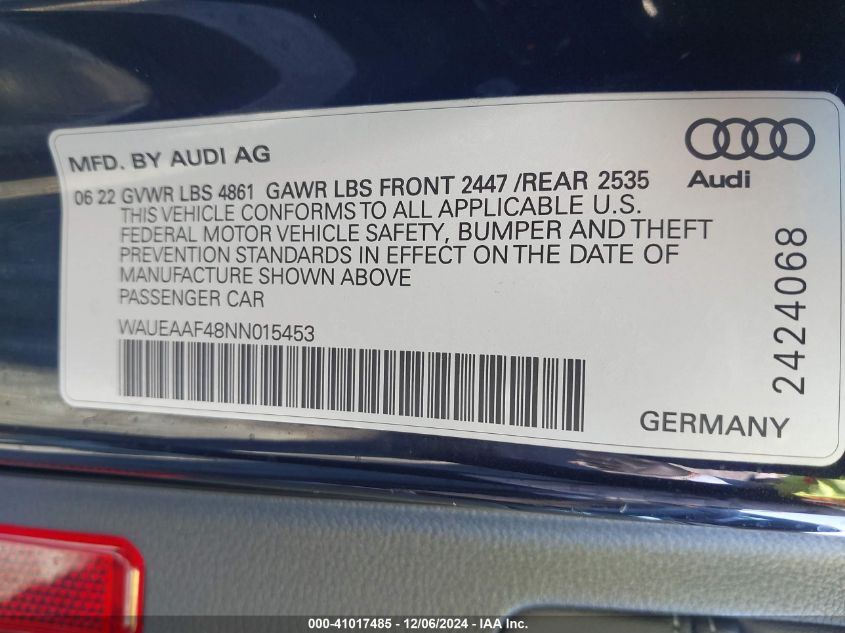 MFD. BY AUDI AG
Audi
06 22 GVWR LBS 4861 GAWR LBS FRONT 2447 /REAR 2535
THIS VEHICLE CONFORMS TO ALL APPLICABLE U.S.
FEDERAL MOTOR VEHICLE SAFETY, BUMPER AND THEFT
PREVENTION STANDARDS IN EFFECT ON THE DATE OF
MANUFACTURE SHOWN ABOVE
PASSENGER CAR
WAUEAAF48NN015453
2424068
GERMANY
000-41017485 - 12/06/2024 - IAA Inc.